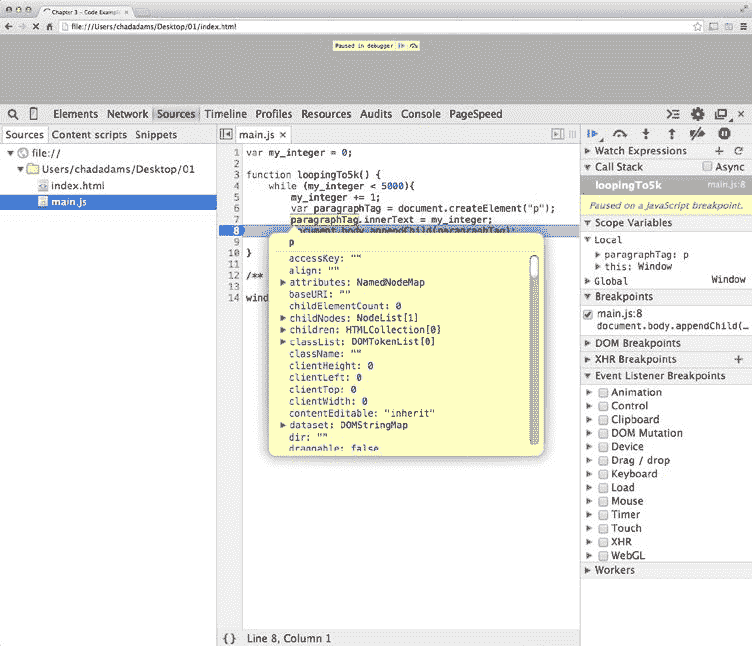 Chapter 3 - Code Example
file:///Users/chadadams/Desktop/01/index.html
Paused in debugger
Elements Network Sources Timeline Profiles Resources Audits Console PageSpeed
Sources Content scripts Snippets
main.js
file://
Users/chadadams/Desktop/01
index.html
main.js
1 var my_integer = 0;
2
3 function loopingTo5k() {
4 while (my_integer < 5000){
5 my_integer += 1;
6 var paragraphTag = document.createElement("p");
7 paragraphTag.innerText = my_integer;
8 document.body.appendChild(paragraphTag);
9
10 }
11
12 /**
13
14 wind
p
accessKey: ""
align: ""
attributes: NamedNodeMap
baseURI: ""
childElementCount: 0
childNodes: NodeList[1]
children: HTMLCollection[0]
classList: DOMTokenList[0]
className: ""
clientHeight: 0
clientLeft: 0
clientTop: 0
clientWidth: 0
contentEditable: "inherit"
dataset: DOMStringMap
dir: ""
draggable: false
{ } Line 8, Column 1
Watch Expressions
Call Stack Async
loopingTo5k main.js:8
Paused on a JavaScript breakpoint.
Scope Variables
Local
paragraphTag: p
this: Window
Global Window
Breakpoints
main.js:8
document.body.appendChild(…
DOM Breakpoints
XHR Breakpoints
Event Listener Breakpoints
Animation
Control
Clipboard
DOM Mutation
Device
Drag / drop
Keyboard
Load
Mouse
Timer
Touch
XHR
WebGL
Workers